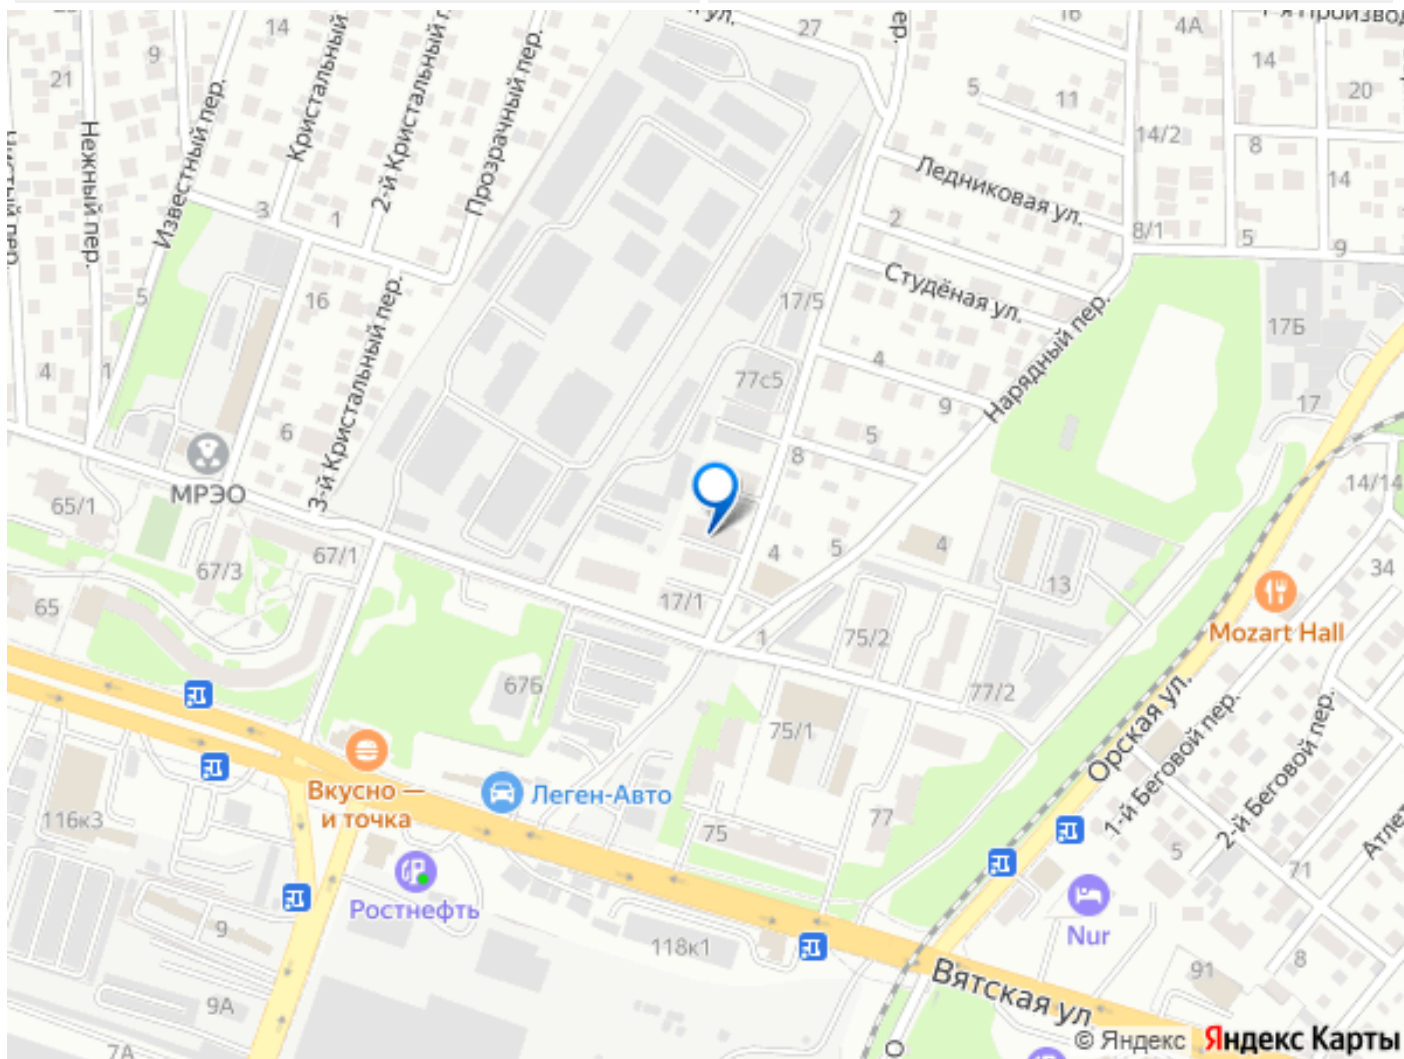 14
27
16
4А
9
21
14
11
5
20
14/2
8
14
Нежный пер.
Известный пер.
Кристальный
2-й Кристальный
Прозрачный пер.
Ледниковая ул.
3
1
2
8/1
5
9
5
16
17/5
Студёная ул.
17Б
4
1
77с5
4
9
17
Нарядный пер.
3-й Кристальный пер.
6
5
8
МРЭО
65/1
14/14
67/1
67/3
4
5
4
13
34
65
17/1
1
75/2
Mozart Hall
67Б
77/2
75/1
Орская ул.
1-й Беговой пер.
2-й Беговой пер.
Вкусно —
и точка
Леген-Авто
116к3
75
77
5
71
Ростнефть
9
118к1
Nur
8
91
Вятская ул.
9А
7А
© Яндекс Яндекс Карты